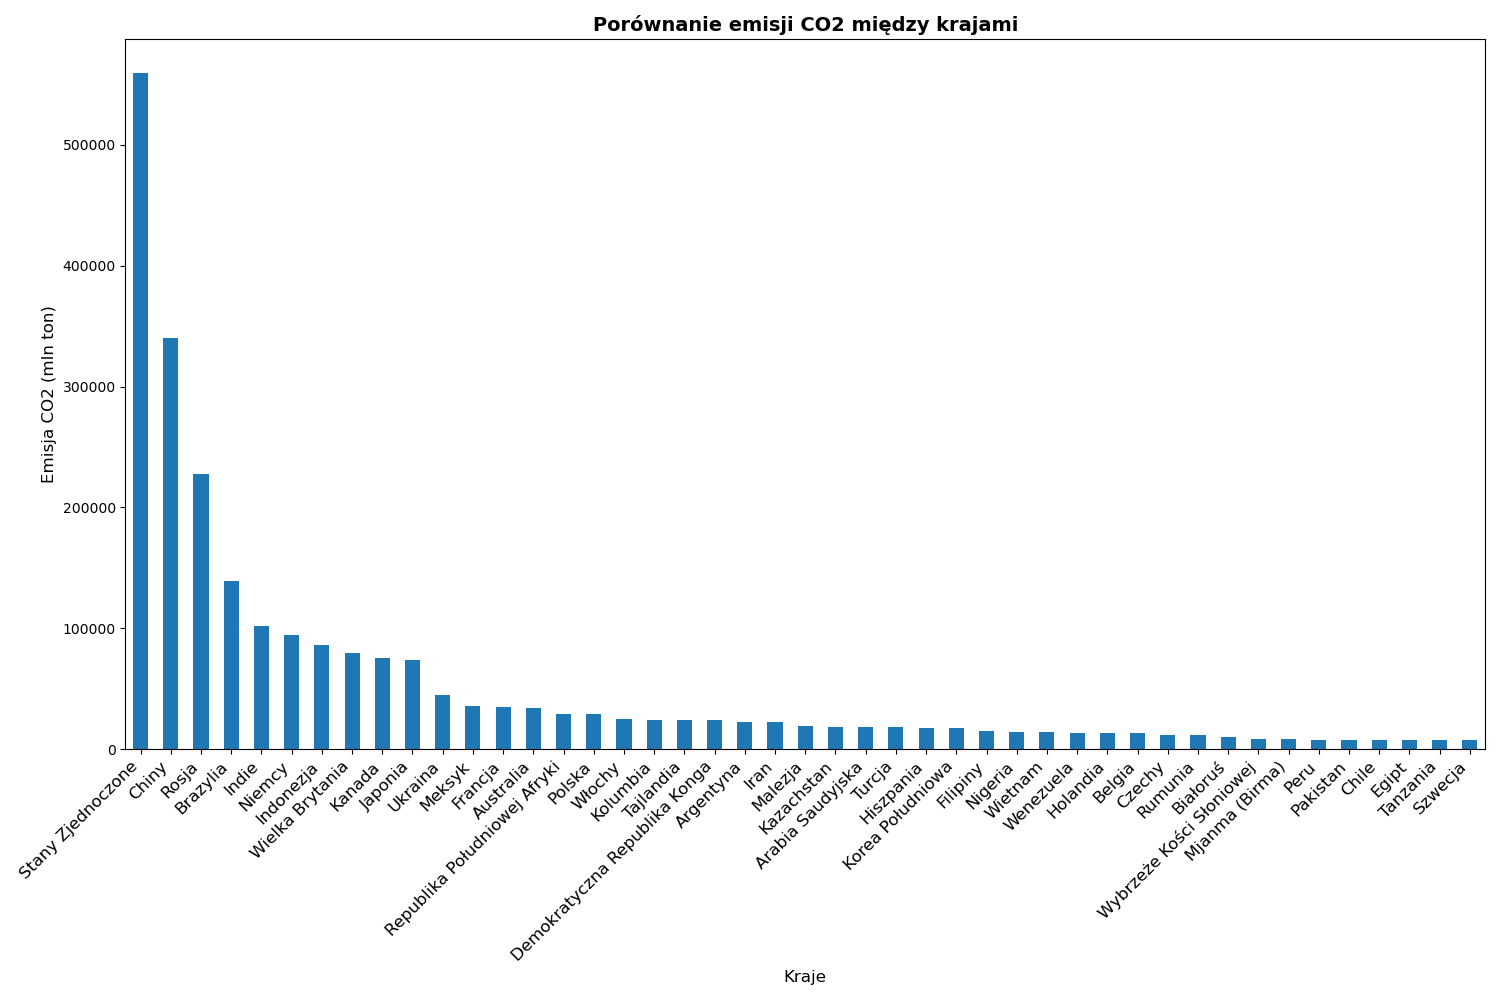 Porównanie emisji CO2 między krajami
Emisja CO2 (mln ton)
500000
400000
300000
200000
100000
0
Stany Zjednoczone
Chiny
Rosja
Brazylia
Indie
Niemcy
Indonezja
Wielka Brytania
Kanada
Japonia
Ukraina
Meksyk
Francja
Australia
Republika Południowej Afryki
Polska
Włochy
Kolumbia
Tajlandia
Demokratyczna Republika Konga
Argentyna
Iran
Malezja
Kazachstan
Arabia Saudyjska
Turcja
Hiszpania
Korea Południowa
Filipiny
Nigeria
Wietnam
Wenezuela
Holandia
Belgia
Czechy
Rumunia
Białoruś
Wybrzeże Kości Słoniowej
Mjanma (Birma)
Peru
Pakistan
Chile
Egipt
Tanzania
Szwecja
Kraje